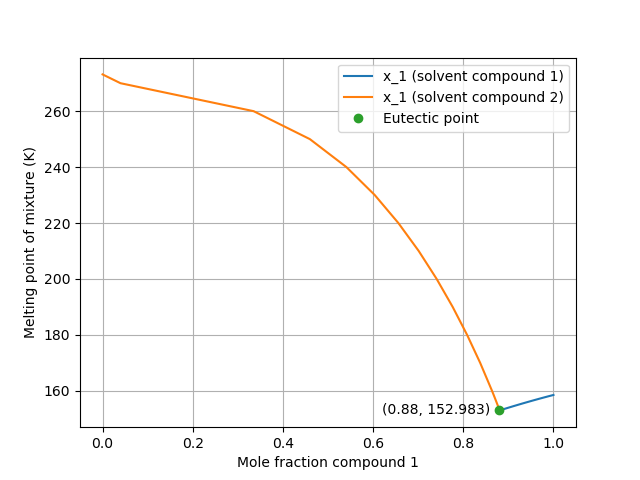 x_1 (solvent compound 1)
x_1 (solvent compound 2)
Eutectic point
Melting point of mixture (K)
260
240
220
200
180
160
(0.88, 152.983)
0.0 0.2 0.4 0.6 0.8 1.0
Mole fraction compound 1